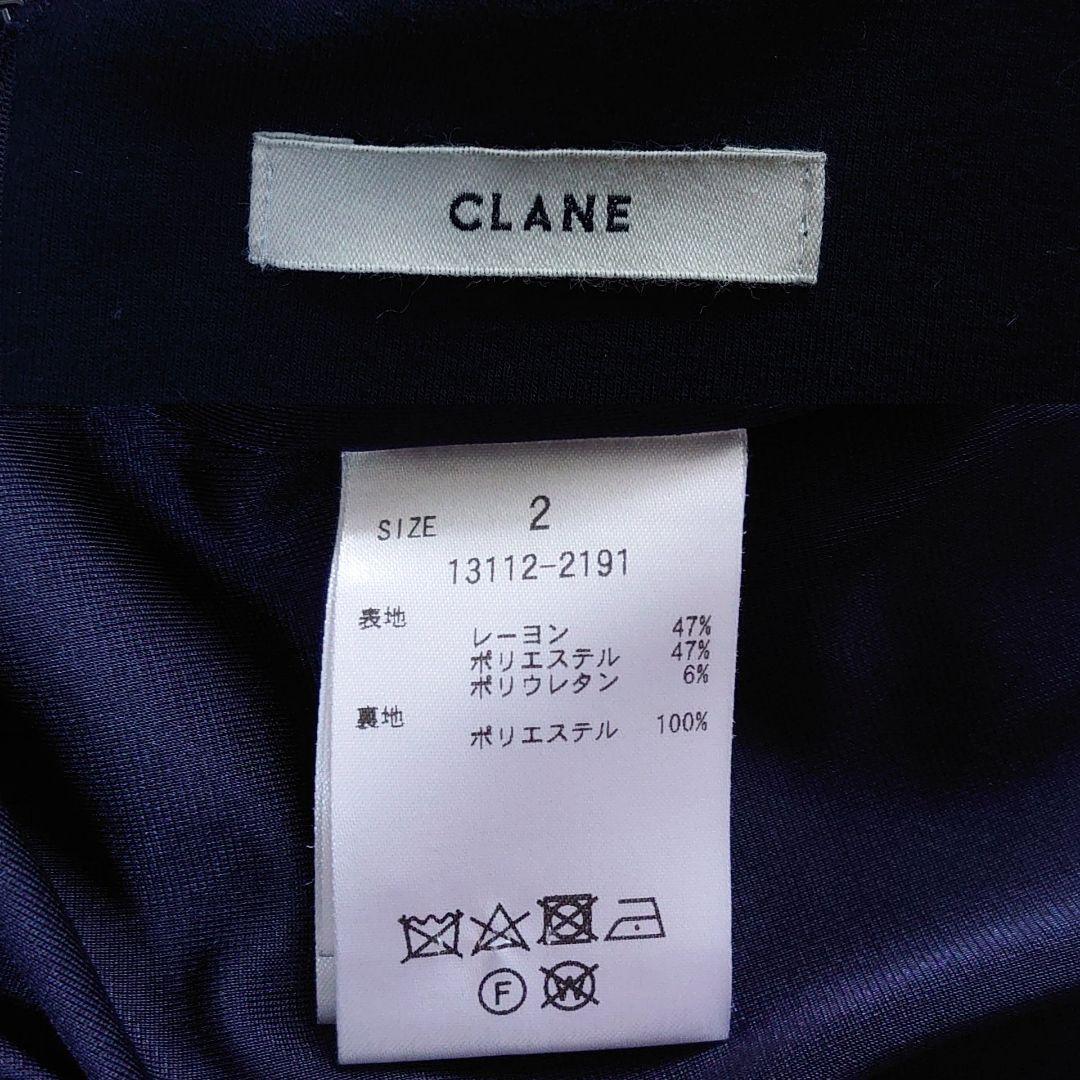 CLANE
SIZE 2
13112-2191
表地
レーヨン 47%
ポリエステル 47%
ポリウレタン 6%
裏地
ポリエステル 100%
F W